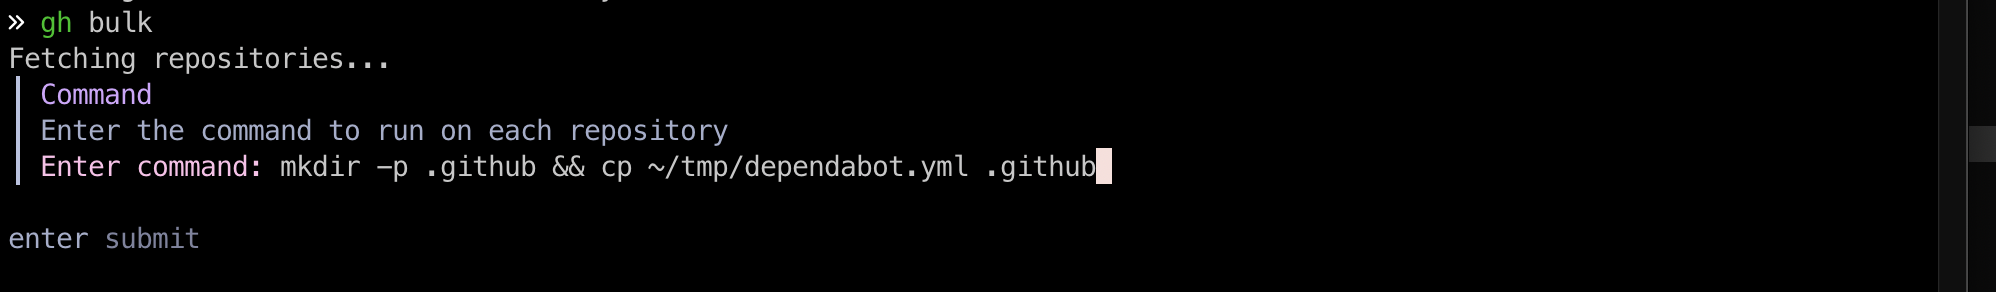 » gh bulk
Fetching repositories...
Command
Enter the command to run on each repository
Enter command: mkdir -p .github && cp ~/tmp/dependabot.yml .github
enter submit